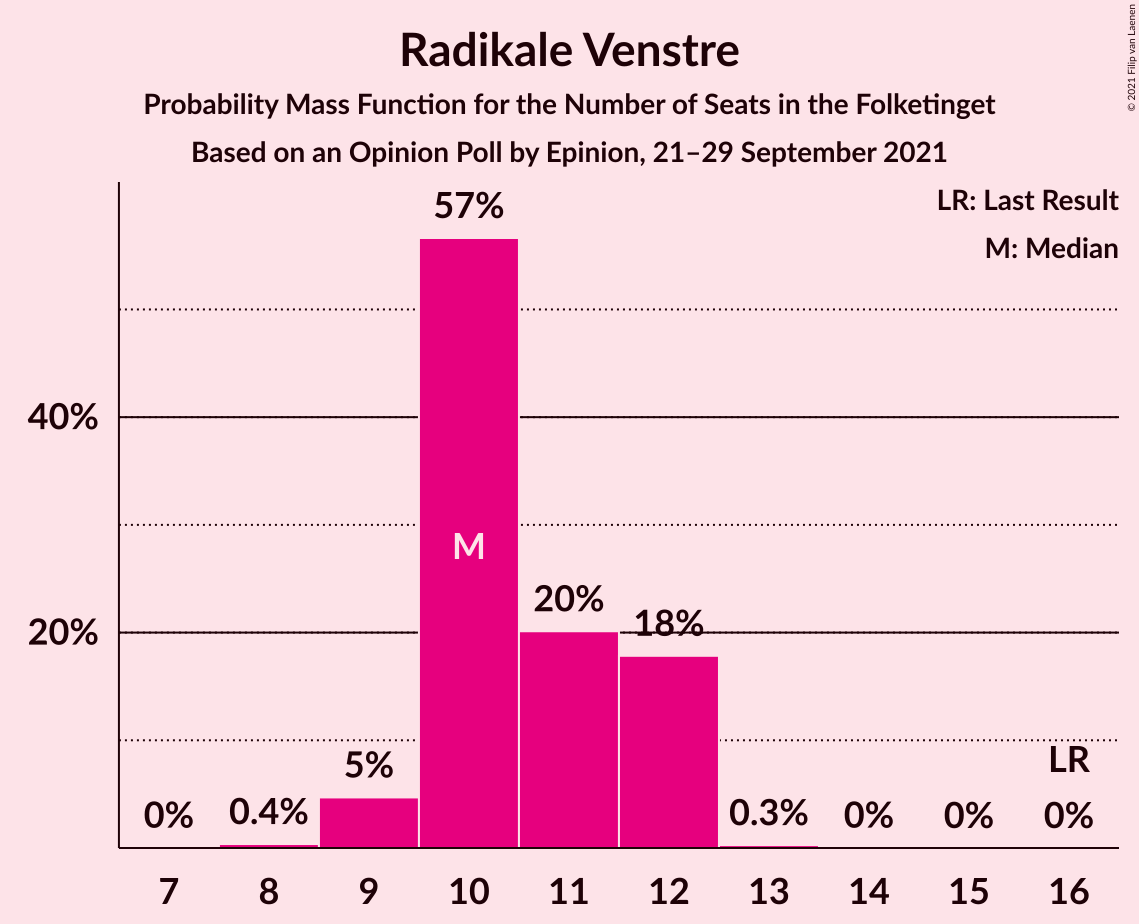 Radikale Venstre
Probability Mass Function for the Number of Seats in the Folketinget
Based on an Opinion Poll by Epinion, 21–29 September 2021
© 2021 Filip van Laenen
LR: Last Result
M: Median
57%
40%
M
20%
18%
20%
5%
LR
0%
0.4%
0.3%
0%
0%
0%
7
8
9
10
11
12
13
14
15
16